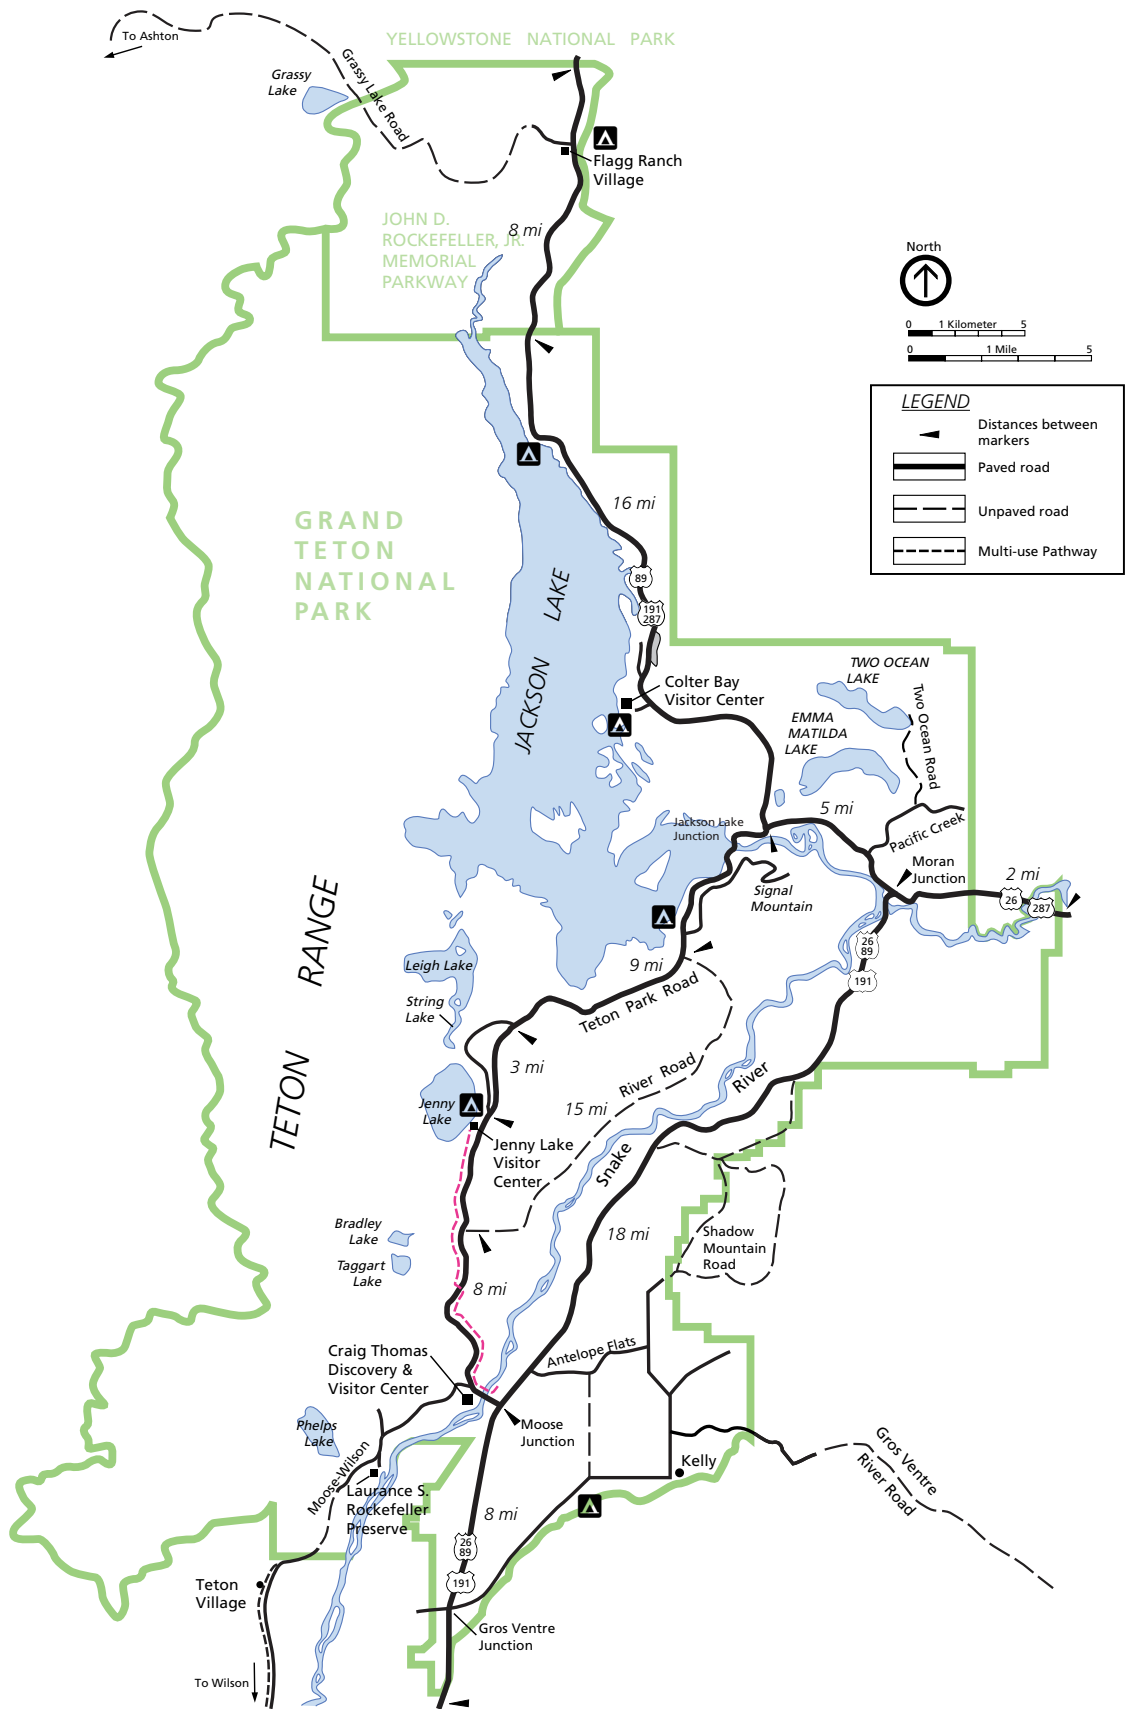 To Ashton
YELLOWSTONE NATIONAL PARK
Grassy
Lake
Grassy Lake Road
Flagg Ranch
Village
JOHN D.
ROCKEFELLER, JR.
MEMORIAL
PARKWAY
8 mi
North
0 1 Kilometer 5
0 1 Mile 5
LEGEND
Distances between
markers
Paved road
Unpaved road
Multi-use Pathway
16 mi
GRAND
TETON
NATIONAL
PARK
89
191
287
JACKSON LAKE
Colter Bay
Visitor Center
TWO OCEAN
LAKE
Two Ocean Road
EMMA
MATILDA
LAKE
5 mi
Jackson Lake
Junction
Pacific Creek
Moran
Junction
2 mi
26
287
Signal
Mountain
TETON RANGE
26
89
191
Leigh Lake
9 mi
String
Lake
Teton Park Road
3 mi
River Road
Snake River
Jenny
Lake
15 mi
Jenny Lake
Visitor
Center
Bradley
Lake
Taggart
Lake
18 mi
Shadow
Mountain
Road
8 mi
Antelope Flats
Craig Thomas
Discovery &
Visitor Center
Moose
Junction
Phelps
Lake
Moose-Wilson
Kelly
Gros Ventre
River Road
Laurance S.
Rockefeller
Preserve
8 mi
26
89
191
Teton
Village
Gros Ventre
Junction
To Wilson